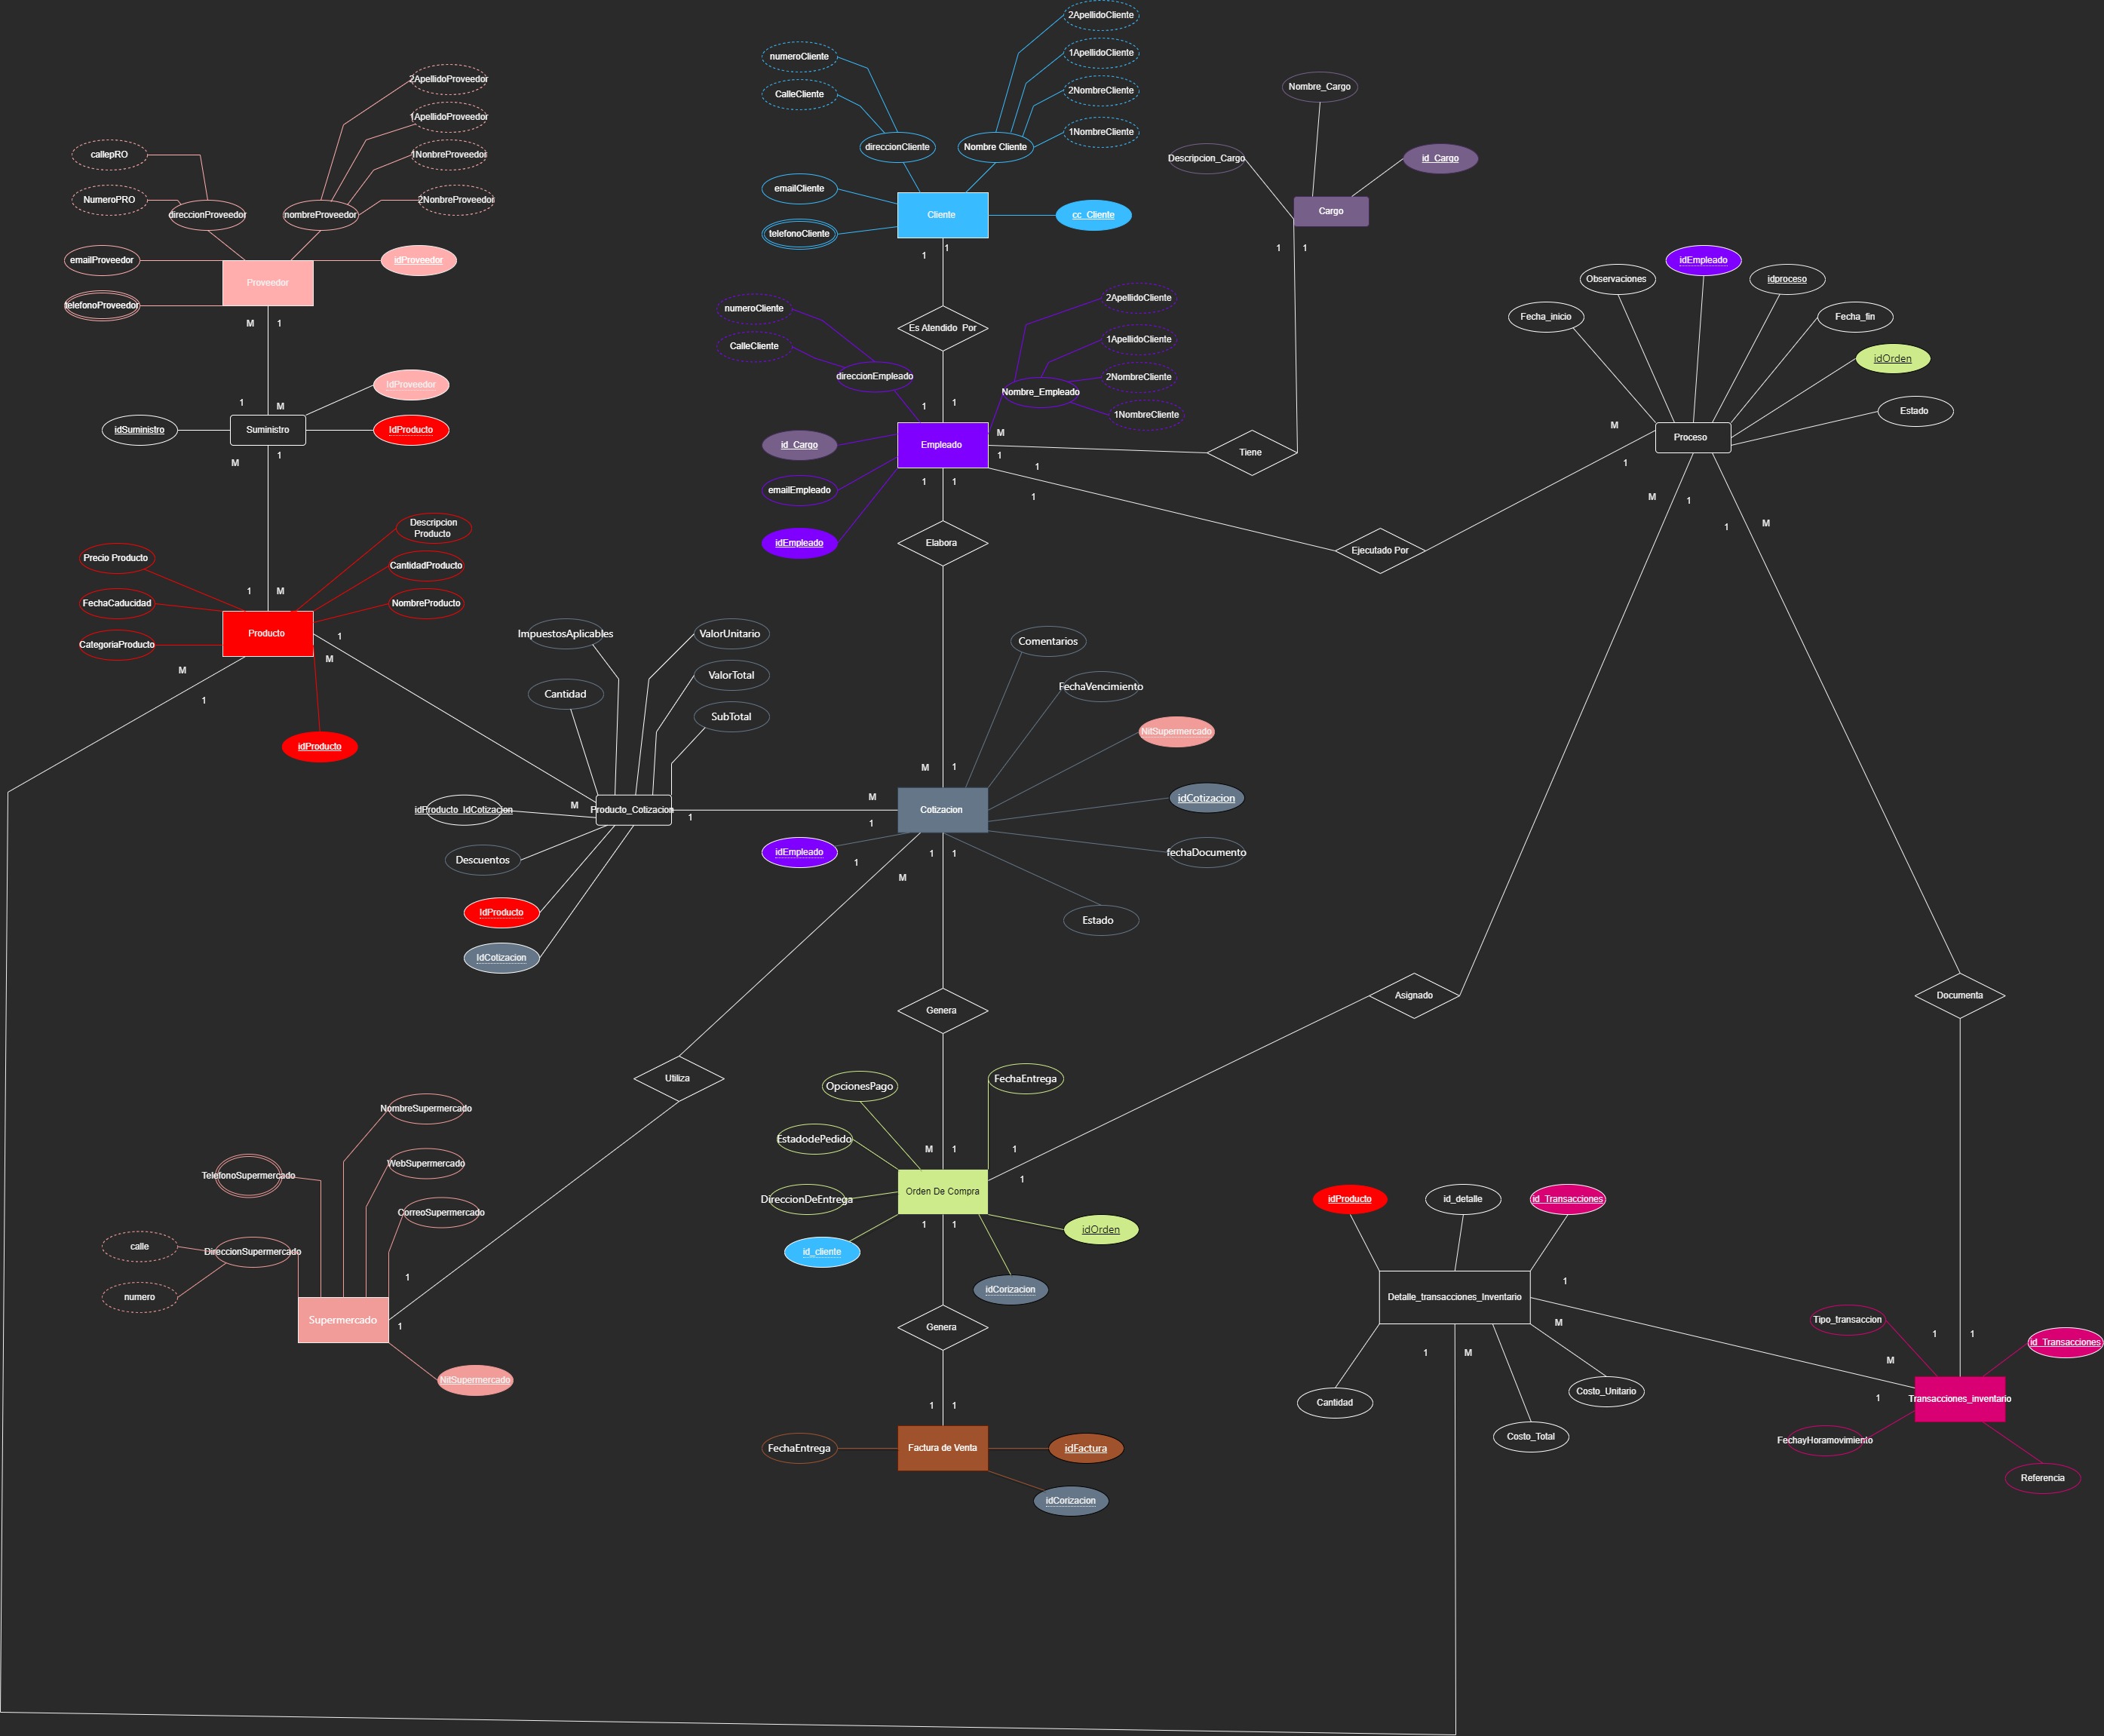 2ApellidoCliente
numeroCliente
1ApellidoCliente
CalleCliente
2NombreCliente
1NombreCliente
direccionCliente
Nombre Cliente
emailCliente
telefonoCliente
Cliente
cc_Cliente
1
1
Es Atendido Por
1
1
2ApellidoProveedor
1ApellidoProveedor
1NonbreProveedor
2NonbreProveedor
callepRO
NumeroPRO
direccionProveedor
nombreProveedor
emailProveedor
idProveedor
Proveedor
telefonoProveedor
M
1
IdProveedor
1
M
idSuministro
Suministro
IdProducto
M
1
Descripcion
Producto
Precio Producto
CantidadProducto
FechaCaducidad
NombreProducto
1
M
Producto
CategoriaProducto
1
M
M
1
idProducto
Nombre_Cargo
Descripcion_Cargo
id_Cargo
Cargo
1
1
numeroCliente
CalleCliente
direccionEmpleado
2ApellidoCliente
1ApellidoCliente
2NombreCliente
Nombre_Empleado
1NombreCliente
id_Cargo
Empleado
M
1
Tiene
emailEmpleado
idEmpleado
1
1
1
1
Elabora
Ejecutado Por
idEmpleado
Observaciones
idproceso
Fecha_inicio
Fecha_fin
idOrden
Estado
Proceso
M
1
M
1
1
M
ImpuestosAplicables
ValorUnitario
ValorTotal
Cantidad
SubTotal
idProducto_IdCotizacion
M
Producto_Cotizacion
1
Descuentos
IdProducto
IdCotizacion
Comentarios
FechaVencimiento
NitSupermercado
M
1
M
1
Cotizacion
idCotizacion
idEmpleado
1
M
1
1
fechaDocumento
Estado
Genera
Asignado
Documenta
Utiliza
OpcionesPago
FechaEntrega
EstadodePedido
M
1
1
1
Orden De Compra
DireccionDeEntrega
idOrden
id_cliente
1
1
idCorizacion
Genera
1
1
FechaEntrega
Factura de Venta
idFactura
idCorizacion
NombreSupermercado
WebSupermercado
TelefonoSupermercado
CorreoSupermercado
calle
DireccionSupermercado
numero
1
1
Supermercado
NitSupermercado
idProducto
id_detalle
id_Transacciones
Detalle_transacciones_Inventario
1
M
1
M
Cantidad
Costo_Total
Costo_Unitario
Tipo_transaccion
1
1
id_Transacciones
M
1
Transacciones_inventario
FechayHoramovimiento
Referencia